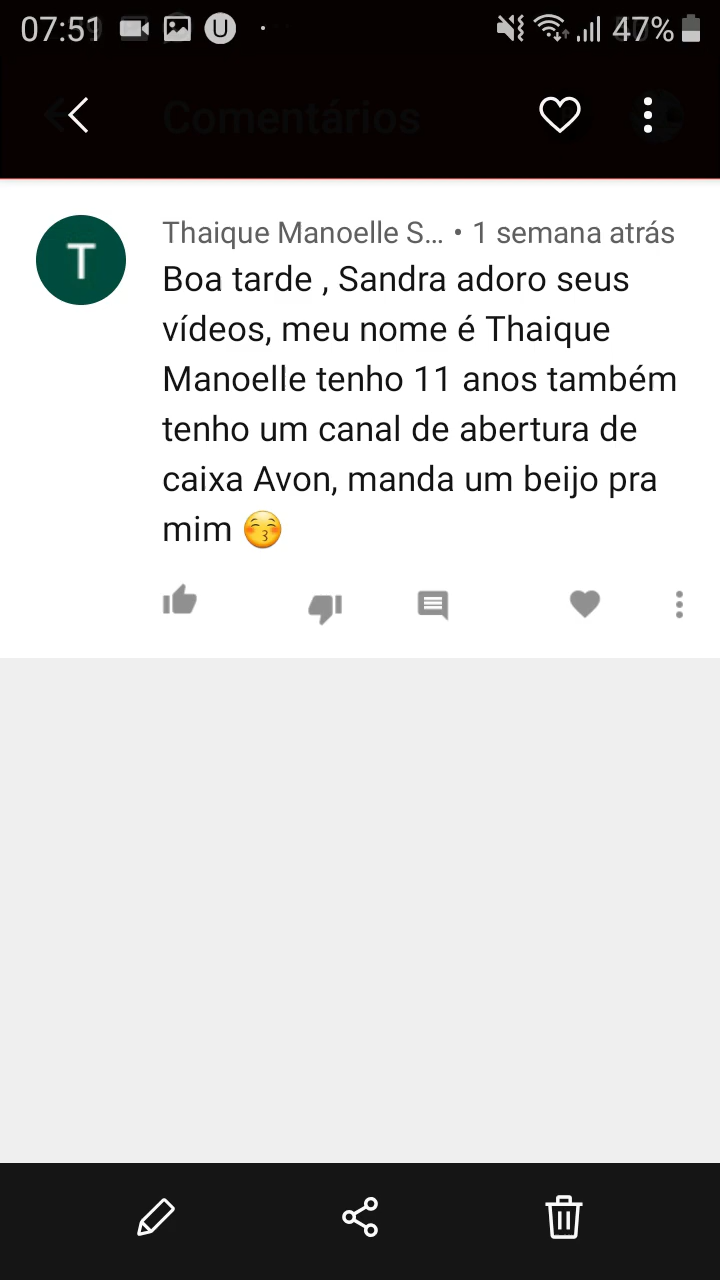 07:51
47%
Comentários
T
Thaique Manoelle S... • 1 semana atrás
Boa tarde , Sandra adoro seus
vídeos, meu nome é Thaique
Manoelle tenho 11 anos também
tenho um canal de abertura de
caixa Avon, manda um beijo pra
mim 😚